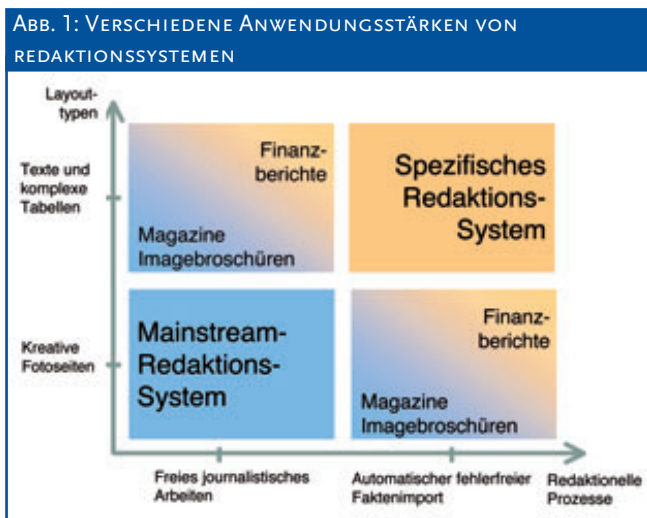 Abb. 1: Verschiedene Anwendungsstärken von
redaktionssystemen
Layout-
typen
Texte und
komplexe
Tabellen
Finanz-
berichte
Magazine
Imagebroschüren
Spezifisches
Redaktions-
System
Kreative
Fotoseiten
Mainstream-
Redaktions-
System
Finanz-
berichte
Magazine
Imagebroschüren
Freies journalistisches
Arbeiten
Automatischer fehlerfreier
Faktenimport
Redaktionelle
Prozesse